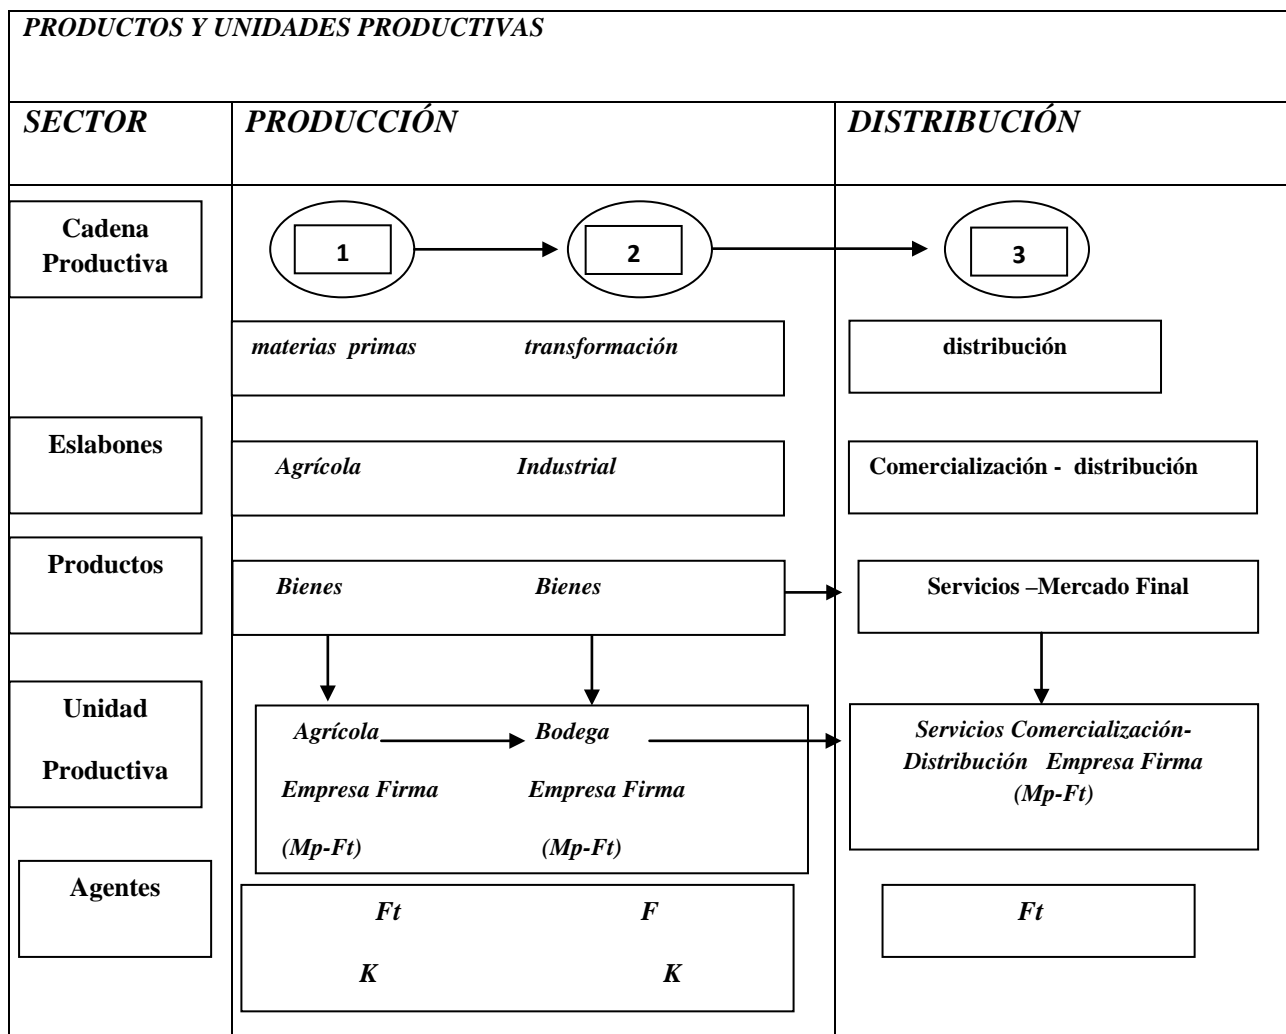 PRODUCTOS Y UNIDADES PRODUCTIVAS
SECTOR
PRODUCCIÓN
DISTRIBUCIÓN
Cadena
Productiva
1
2
3
materias primas
transformación
distribución
Eslabones
Agrícola
Industrial
Comercialización - distribución
Productos
Bienes
Bienes
Servicios –Mercado Final
Unidad
Productiva
Agrícola
Bodega
Empresa Firma
Empresa Firma
(Mp-Ft)
(Mp-Ft)
Servicios Comercialización-
Distribución Empresa Firma
(Mp-Ft)
Agentes
Ft
F
Ft
K
K